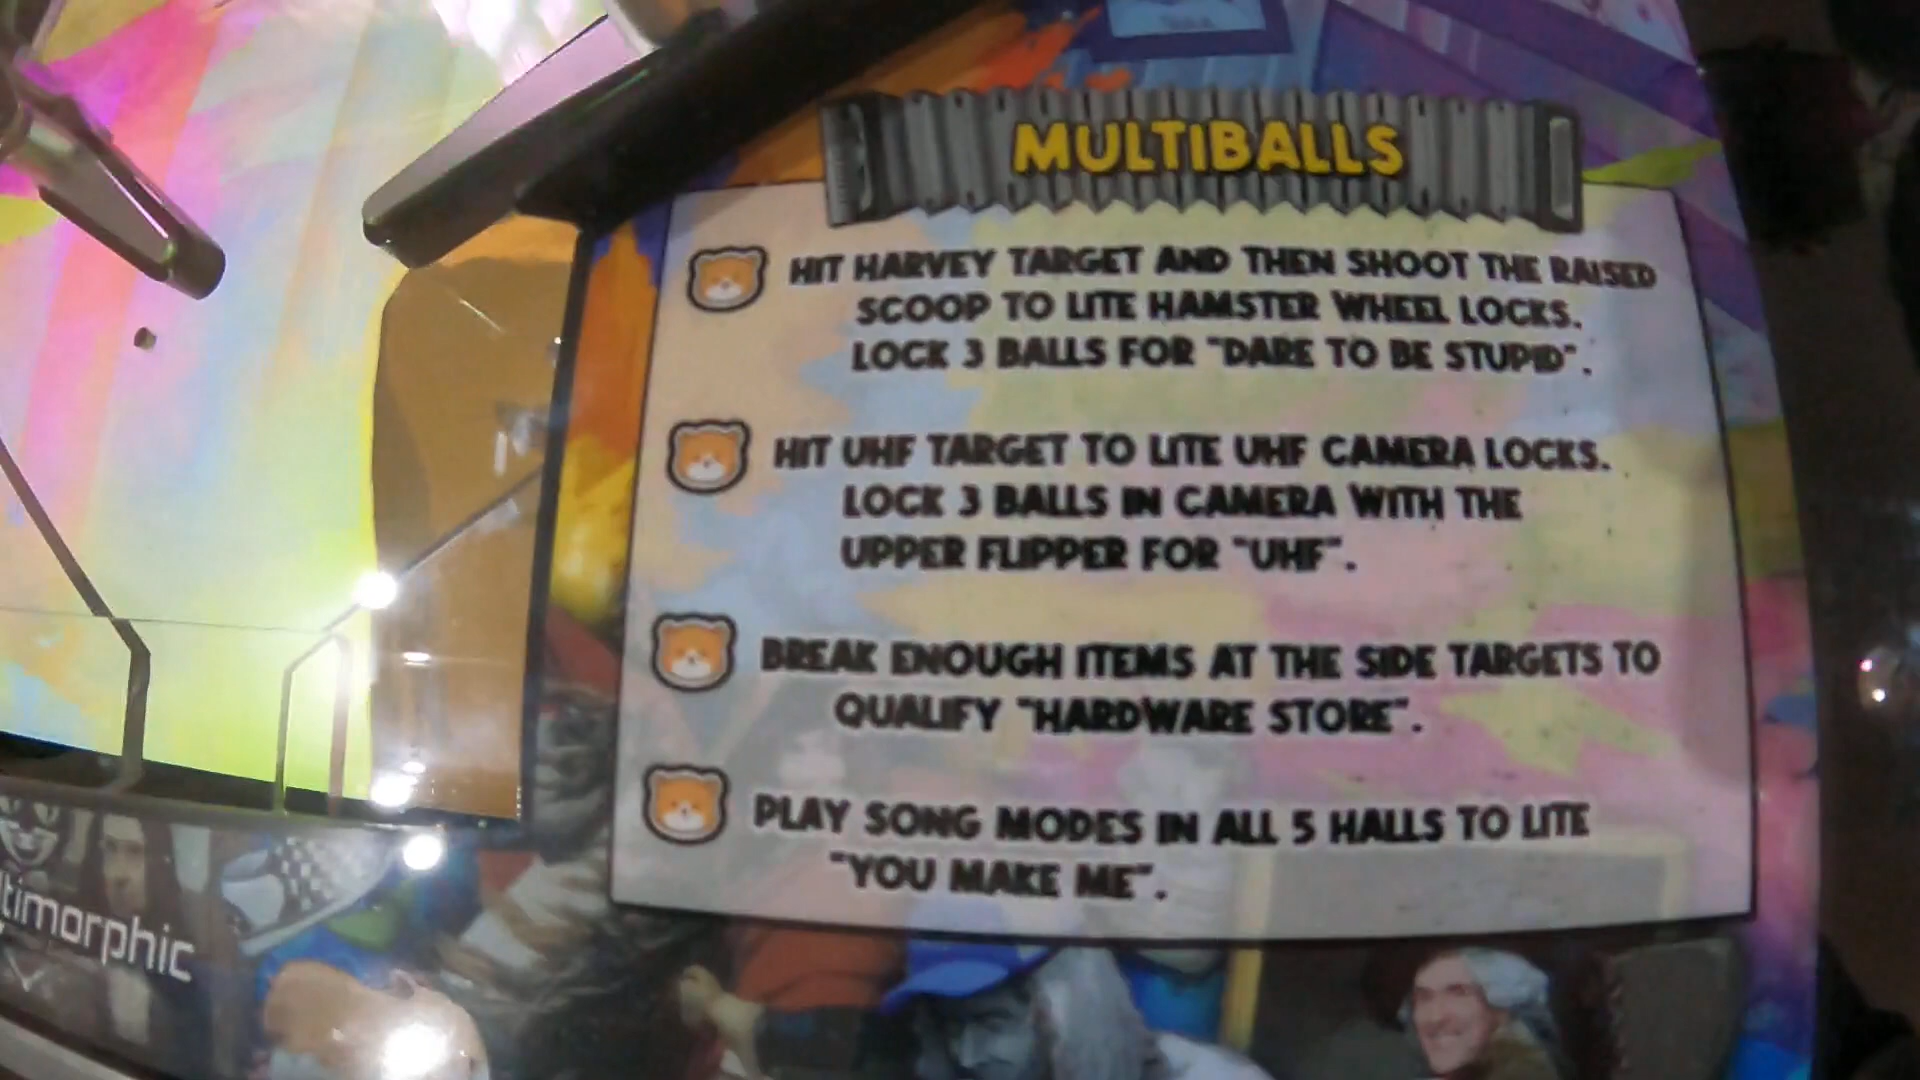 MULTIBALLS
HIT HARVEY TARGET AND THEN SHOOT THE RAISED
SCOOP TO LITE HAMSTER WHEEL LOCKS.
LOCK 3 BALLS FOR "DARE TO BE STUPID".
HIT UHF TARGET TO LITE UHF CAMERA LOCKS.
LOCK 3 BALLS IN CAMERA WITH THE
UPPER FLIPPER FOR "UHF".
BREAK ENOUGH ITEMS AT THE SIDE TARGETS TO
QUALIFY "HARDWARE STORE".
PLAY SONG MODES IN ALL 5 HALLS TO LITE
"YOU MAKE ME".
ltimorphic